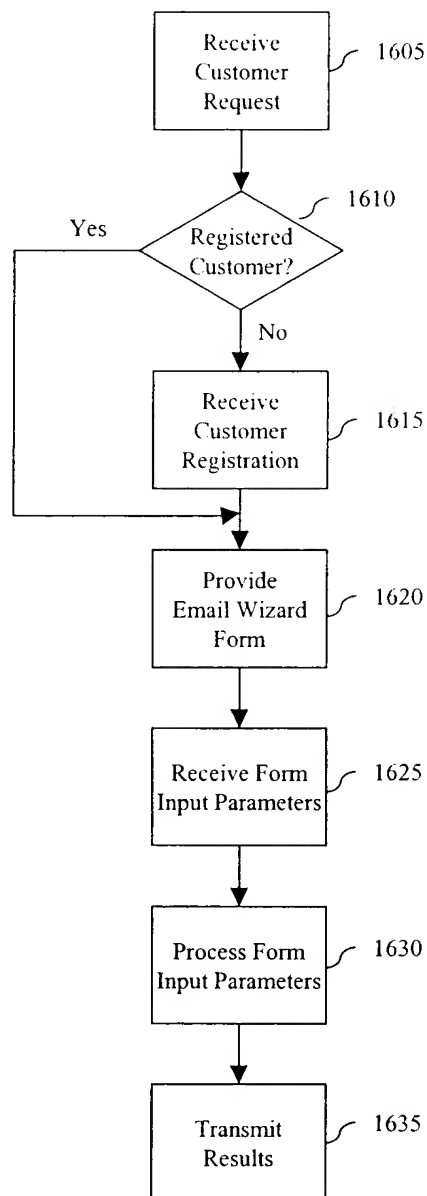 Receive
Customer
Request
1605
1610
Yes
Registered
Customer?
No
Receive
Customer
Registration
1615
Provide
Email Wizard
Form
1620
Receive Form
Input Parameters
1625
Process Form
Input Parameters
1630
Transmit
Results
1635